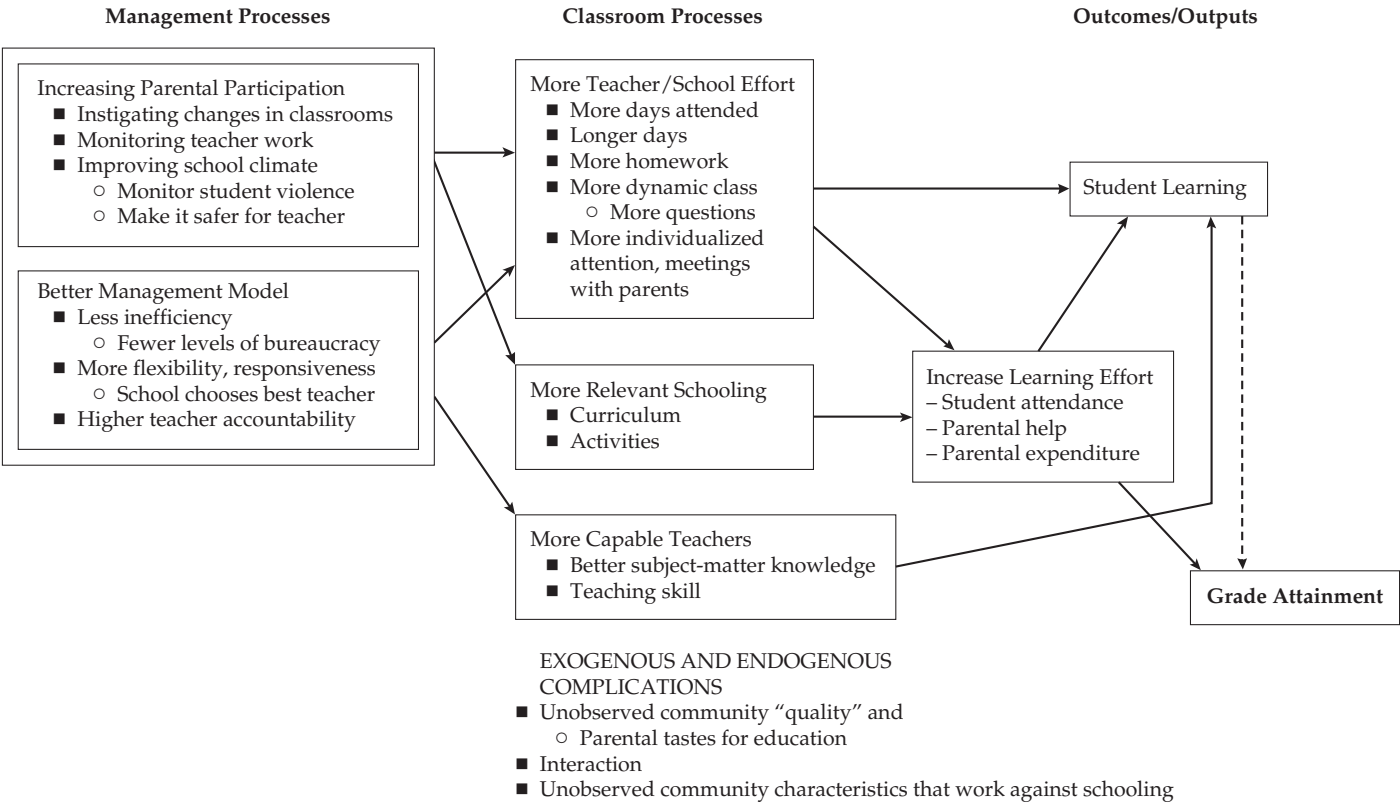 Management Processes
Classroom Processes
Outcomes/Outputs
Increasing Parental Participation
■ Instigating changes in classrooms
■ Monitoring teacher work
■ Improving school climate
○ Monitor student violence
○ Make it safer for teacher
Better Management Model
■ Less inefficiency
○ Fewer levels of bureaucracy
■ More flexibility, responsiveness
○ School chooses best teacher
■ Higher teacher accountability
More Teacher/School Effort
■ More days attended
■ Longer days
■ More homework
■ More dynamic class
○ More questions
■ More individualized
attention, meetings
with parents
More Relevant Schooling
■ Curriculum
■ Activities
More Capable Teachers
■ Better subject-matter knowledge
■ Teaching skill
Student Learning
Increase Learning Effort
– Student attendance
– Parental help
– Parental expenditure
Grade Attainment
EXOGENOUS AND ENDOGENOUS
COMPLICATIONS
■ Unobserved community “quality” and
○ Parental tastes for education
■ Interaction
■ Unobserved community characteristics that work against schooling